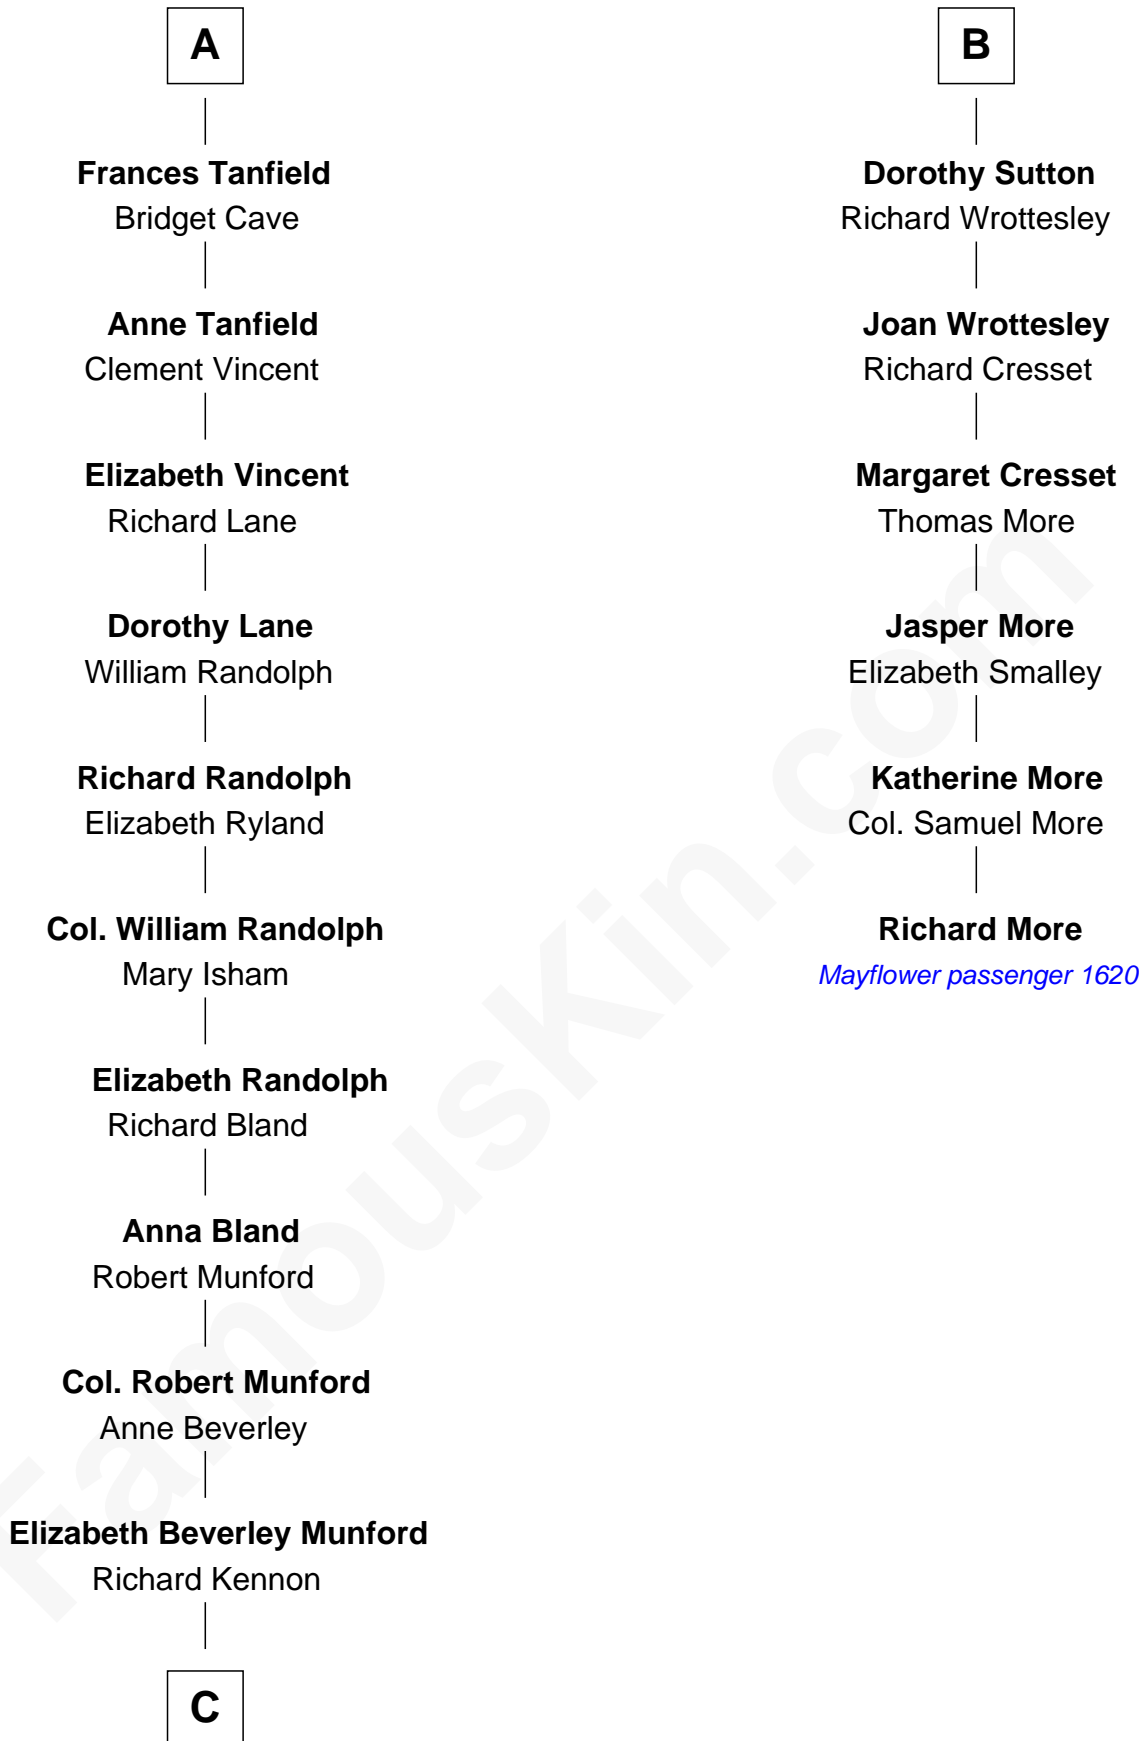 A
Frances Tanfield
Bridget Cave
Anne Tanfield
Clement Vincent
Elizabeth Vincent
Richard Lane
Dorothy Lane
William Randolph
Richard Randolph
Elizabeth Ryland
Col. William Randolph
Mary Isham
Elizabeth Randolph
Richard Bland
Anna Bland
Robert Munford
Col. Robert Munford
Anne Beverley
Elizabeth Beverley Munford
Richard Kennon
C
B
Dorothy Sutton
Richard Wrottesley
Joan Wrottesley
Richard Cresset
Margaret Cresset
Thomas More
Jasper More
Elizabeth Smalley
Katherine More
Col. Samuel More
Richard More
Mayflower passenger 1620
FamousKin.com